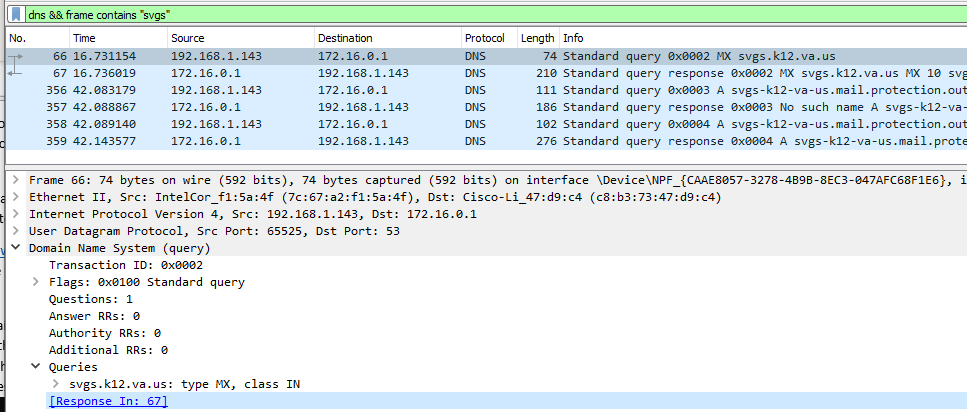 dns && frame contains "svgs"
No. Time Source Destination Protocol Length Info
66 16.731154 192.168.1.143 172.16.0.1 DNS 74 Standard query 0x0002 MX svgs.k12.va.us
67 16.736019 172.16.0.1 192.168.1.143 DNS 210 Standard query response 0x0002 MX svgs.k12.va.us MX 10 svg
356 42.083179 192.168.1.143 172.16.0.1 DNS 111 Standard query 0x0003 A svgs-k12-va-us.mail.protection.out
357 42.088867 172.16.0.1 192.168.1.143 DNS 186 Standard query response 0x0003 No such name A svgs-k12-va-
358 42.089140 192.168.1.143 172.16.0.1 DNS 102 Standard query 0x0004 A svgs-k12-va-us.mail.protection.out
359 42.143577 172.16.0.1 192.168.1.143 DNS 276 Standard query response 0x0004 A svgs-k12-va-us.mail.prote
Frame 66: 74 bytes on wire (592 bits), 74 bytes captured (592 bits) on interface \Device\NPF_{CAAE8057-3278-4B9B-8EC3-047AFC68F1E6}, i
Ethernet II, Src: IntelCor_f1:5a:4f (7c:67:a2:f1:5a:4f), Dst: Cisco-Li_47:d9:c4 (c8:b3:73:47:d9:c4)
Internet Protocol Version 4, Src: 192.168.1.143, Dst: 172.16.0.1
User Datagram Protocol, Src Port: 65525, Dst Port: 53
Domain Name System (query)
Transaction ID: 0x0002
Flags: 0x0100 Standard query
Questions: 1
Answer RRs: 0
Authority RRs: 0
Additional RRs: 0
Queries
svgs.k12.va.us: type MX, class IN
[Response In: 67]